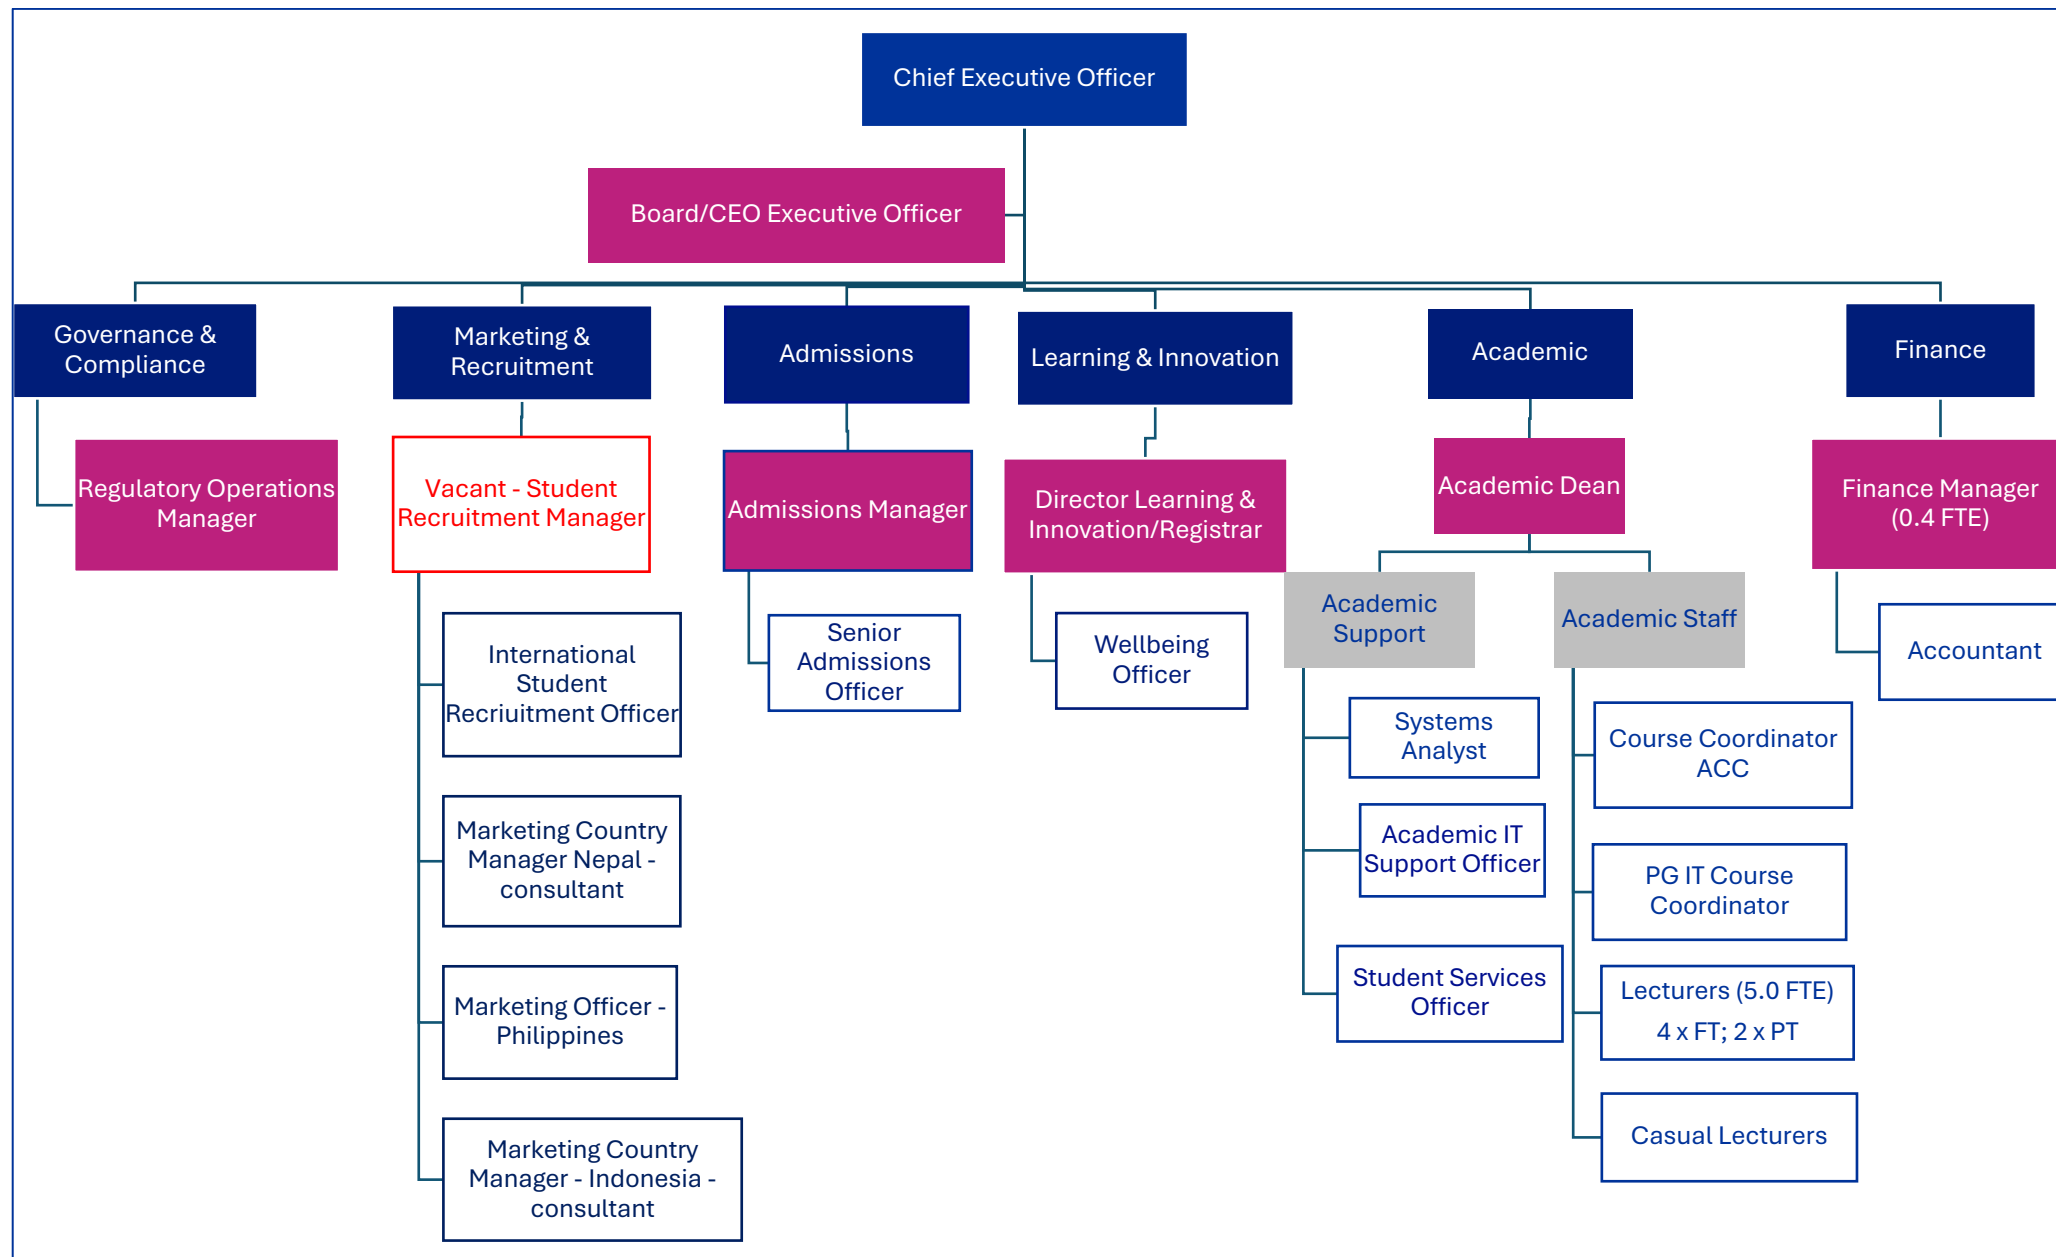 Chief Executive Officer
Board/CEO Executive Officer
Governance &
Compliance
Marketing &
Recruitment
Admissions
Learning & Innovation
Academic
Finance
Regulatory Operations
Manager
Vacant - Student
Recruitment Manager
Admissions Manager
Director Learning &
Innovation/Registrar
Academic Dean
Finance Manager
(0.4 FTE)
International
Student
Recriuitment Officer
Marketing Country
Manager Nepal -
consultant
Marketing Officer -
Philippines
Marketing Country
Manager - Indonesia -
consultant
Senior
Admissions
Officer
Wellbeing
Officer
Academic
Support
Academic Staff
Systems
Analyst
Academic IT
Support Officer
Student Services
Officer
Course Coordinator
ACC
PG IT Course
Coordinator
Lecturers (5.0 FTE)
4 x FT; 2 x PT
Casual Lecturers
Accountant